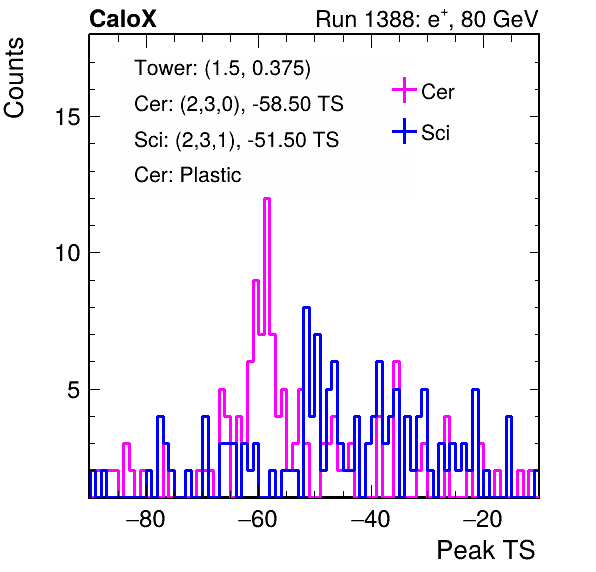 CaloX Run 1388: e⁺, 80 GeV
Counts
Tower: (1.5, 0.375)
Cer: (2,3,0), -58.50 TS
Sci: (2,3,1), -51.50 TS
Cer: Plastic
Cer
Sci
15
10
5
−80 −60 −40 −20
Peak TS